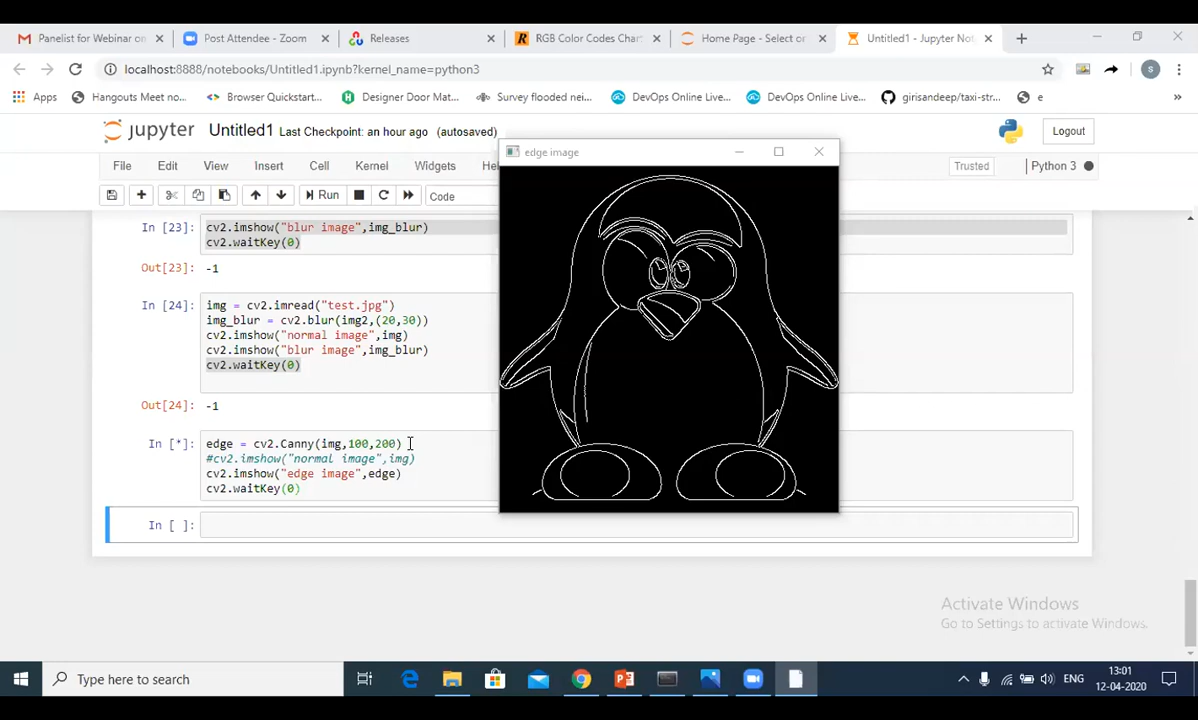 Panelist for Webinar on
Post Attendee - Zoom
Releases
RGB Color Codes Chart
Home Page - Select or
Untitled1 - Jupyter Not
localhost:8888/notebooks/Untitled1.ipynb?kernel_name=python3
Apps
Hangouts Meet no...
Browser Quickstart...
Designer Door Mat...
Survey flooded nei...
DevOps Online Live...
DevOps Online Live...
girisandeep/taxi-str...
e
jupyter Untitled1 Last Checkpoint: an hour ago (autosaved)
Logout
File Edit View Insert Cell Kernel Widgets Hel
Trusted
Python 3
Run
Code
edge image
In [23]:
cv2.imshow("blur image",img_blur)
cv2.waitKey(0)
Out[23]: -1
In [24]:
img = cv2.imread("test.jpg")
img_blur = cv2.blur(img2,(20,30))
cv2.imshow("normal image",img)
cv2.imshow("blur image",img_blur)
cv2.waitKey(0)
Out[24]: -1
In [*]:
edge = cv2.Canny(img,100,200)
#cv2.imshow("normal image",img)
cv2.imshow("edge image",edge)
cv2.waitKey(0)
In [ ]:
Activate Windows
Go to Settings to activate Windows.
Type here to search
ENG
13:01
12-04-2020